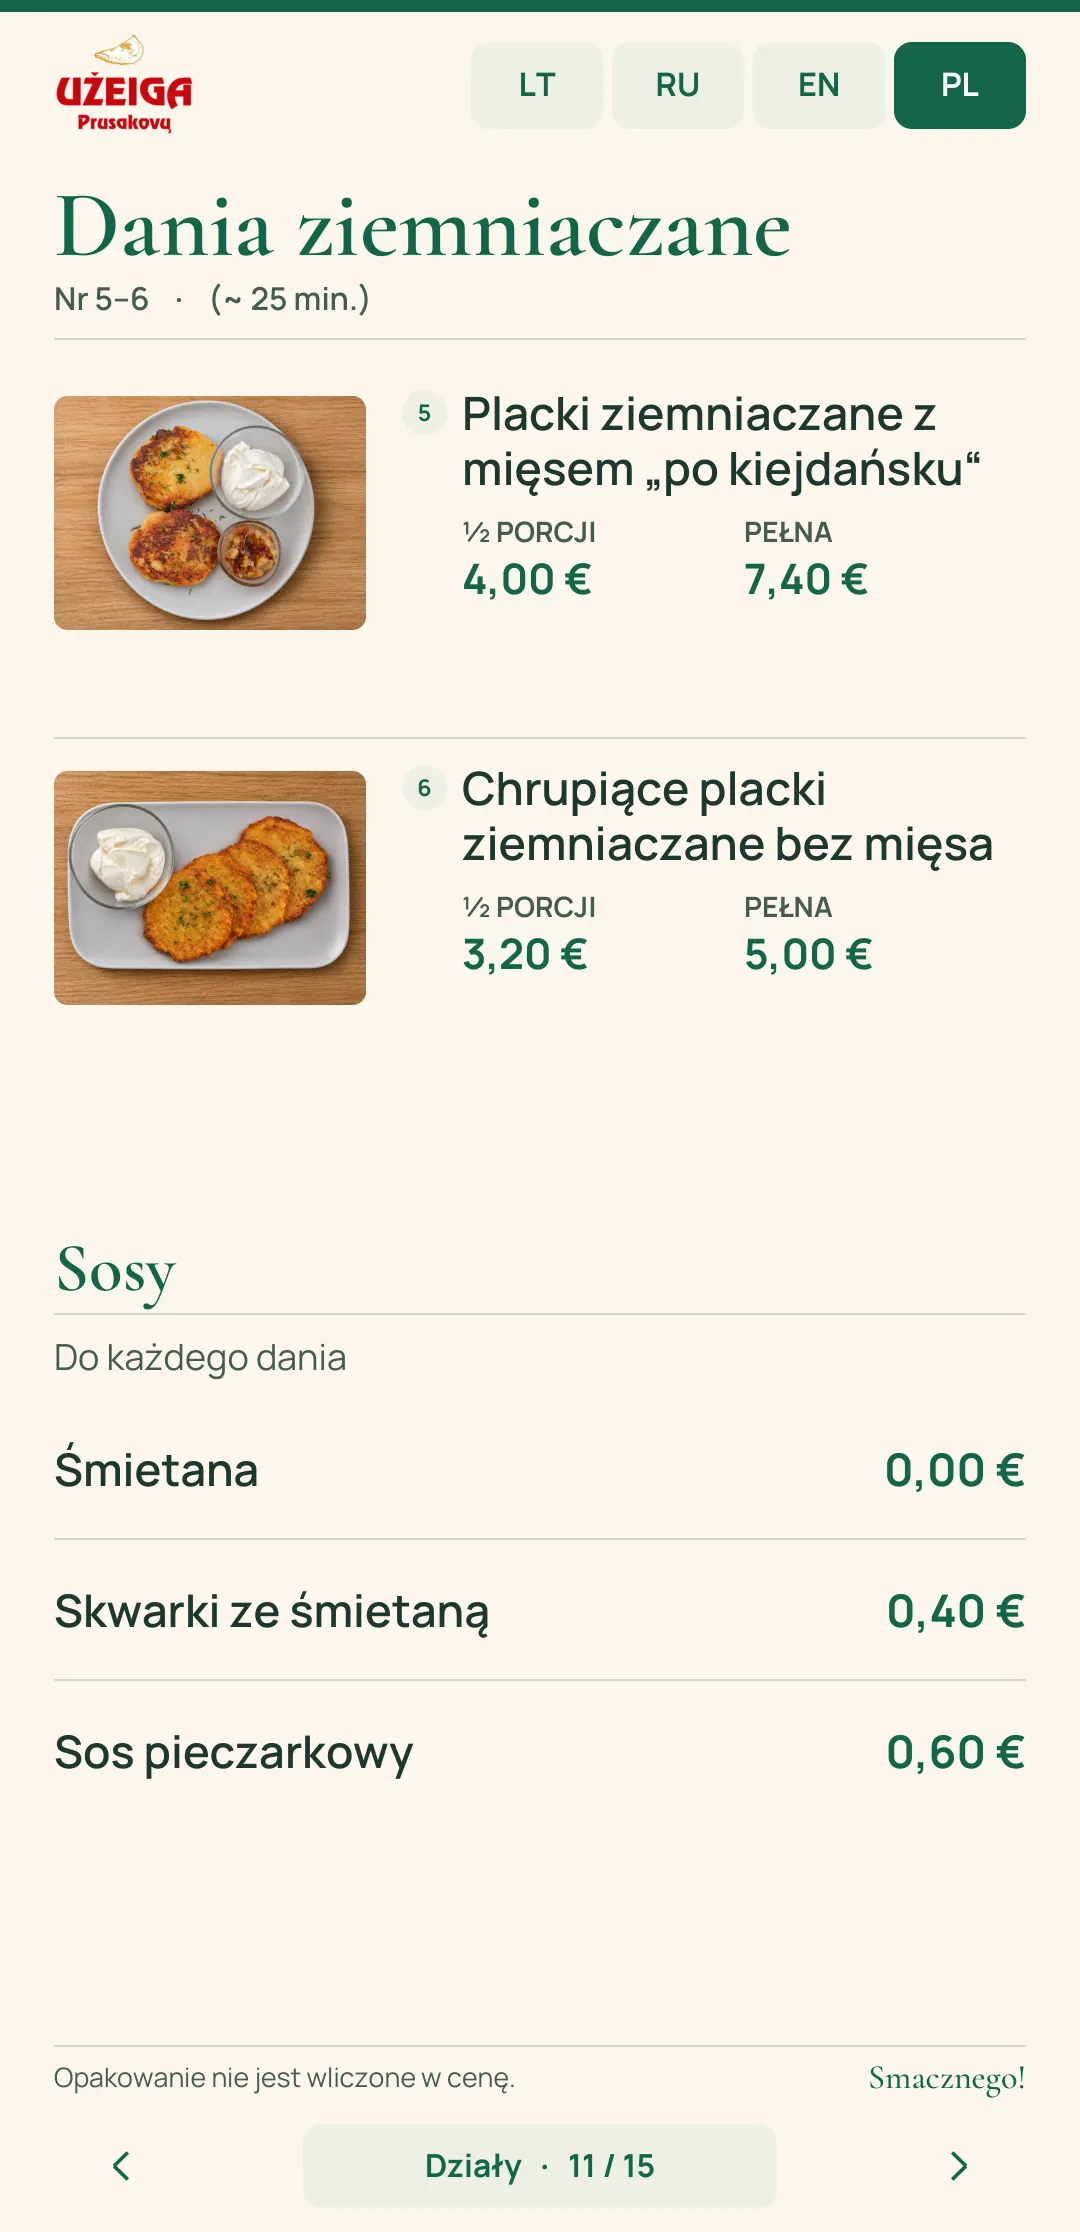 UŽEIGA
Prusakovų
LT RU EN PL
Dania ziemniaczane
Nr 5–6 · (~ 25 min.)
5 Placki ziemniaczane z
mięsem „po kiejdańsku“
½ PORCJI PEŁNA
4,00 € 7,40 €
6 Chrupiące placki
ziemniaczane bez mięsa
½ PORCJI PEŁNA
3,20 € 5,00 €
Sosy
Do każdego dania
Śmietana 0,00 €
Skwarki ze śmietaną 0,40 €
Sos pieczarkowy 0,60 €
Opakowanie nie jest wliczone w cenę. Smacznego!
Działy · 11 / 15